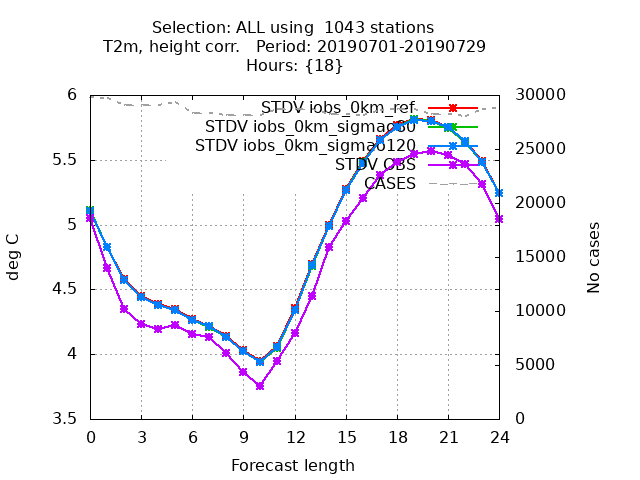 Selection: ALL using  1043 stations
T2m, height corr.   Period: 20190701-20190729
Hours: {18}
STDV iobs_0km_ref
STDV iobs_0km_sigmao80
STDV iobs_0km_sigmao120
STDV OBS
CASES
6
5.5
5
4.5
4
3.5
deg C
30000
25000
20000
15000
10000
5000
0
No cases
0 3 6 9 12 15 18 21 24
Forecast length